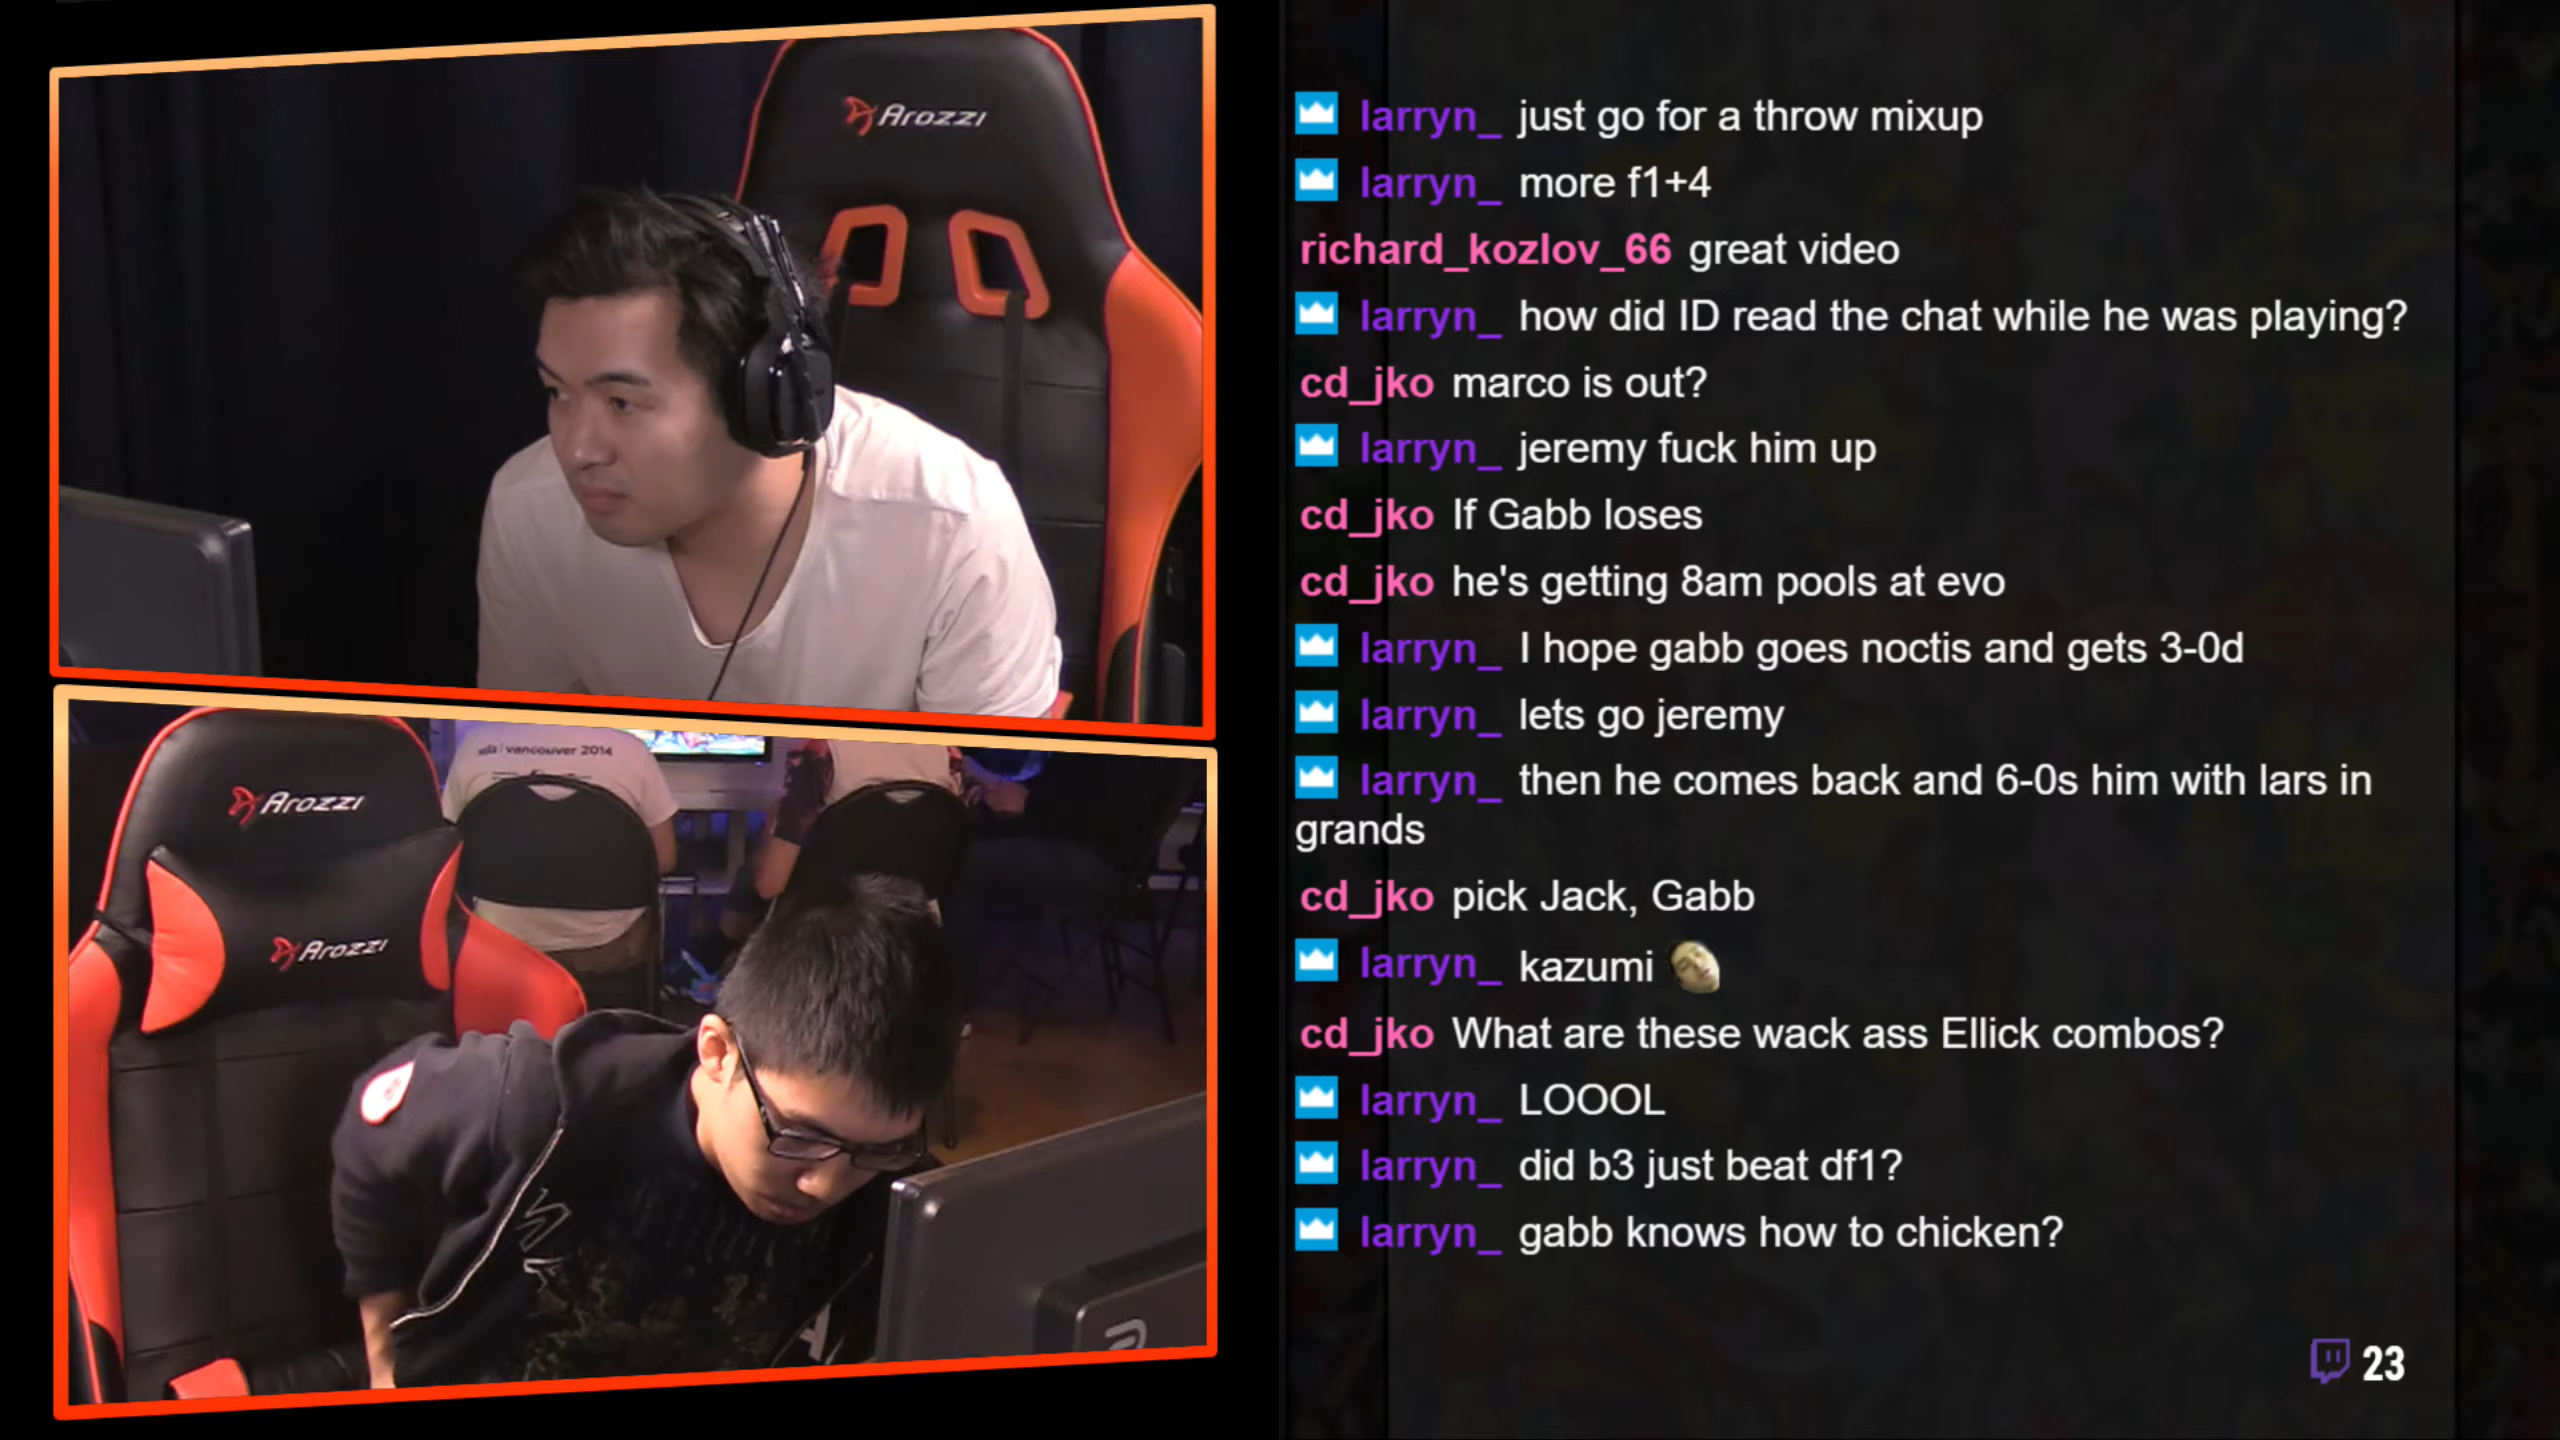 Arozzi
xda | vancouver 2014
Arozzi
Arozzi
larryn_ just go for a throw mixup
larryn_ more f1+4
richard_kozlov_66 great video
larryn_ how did ID read the chat while he was playing?
cd_jko marco is out?
larryn_ jeremy fuck him up
cd_jko If Gabb loses
cd_jko he's getting 8am pools at evo
larryn_ I hope gabb goes noctis and gets 3-0d
larryn_ lets go jeremy
larryn_ then he comes back and 6-0s him with lars in
grands
cd_jko pick Jack, Gabb
larryn_ kazumi
cd_jko What are these wack ass Ellick combos?
larryn_ LOOOL
larryn_ did b3 just beat df1?
larryn_ gabb knows how to chicken?
23